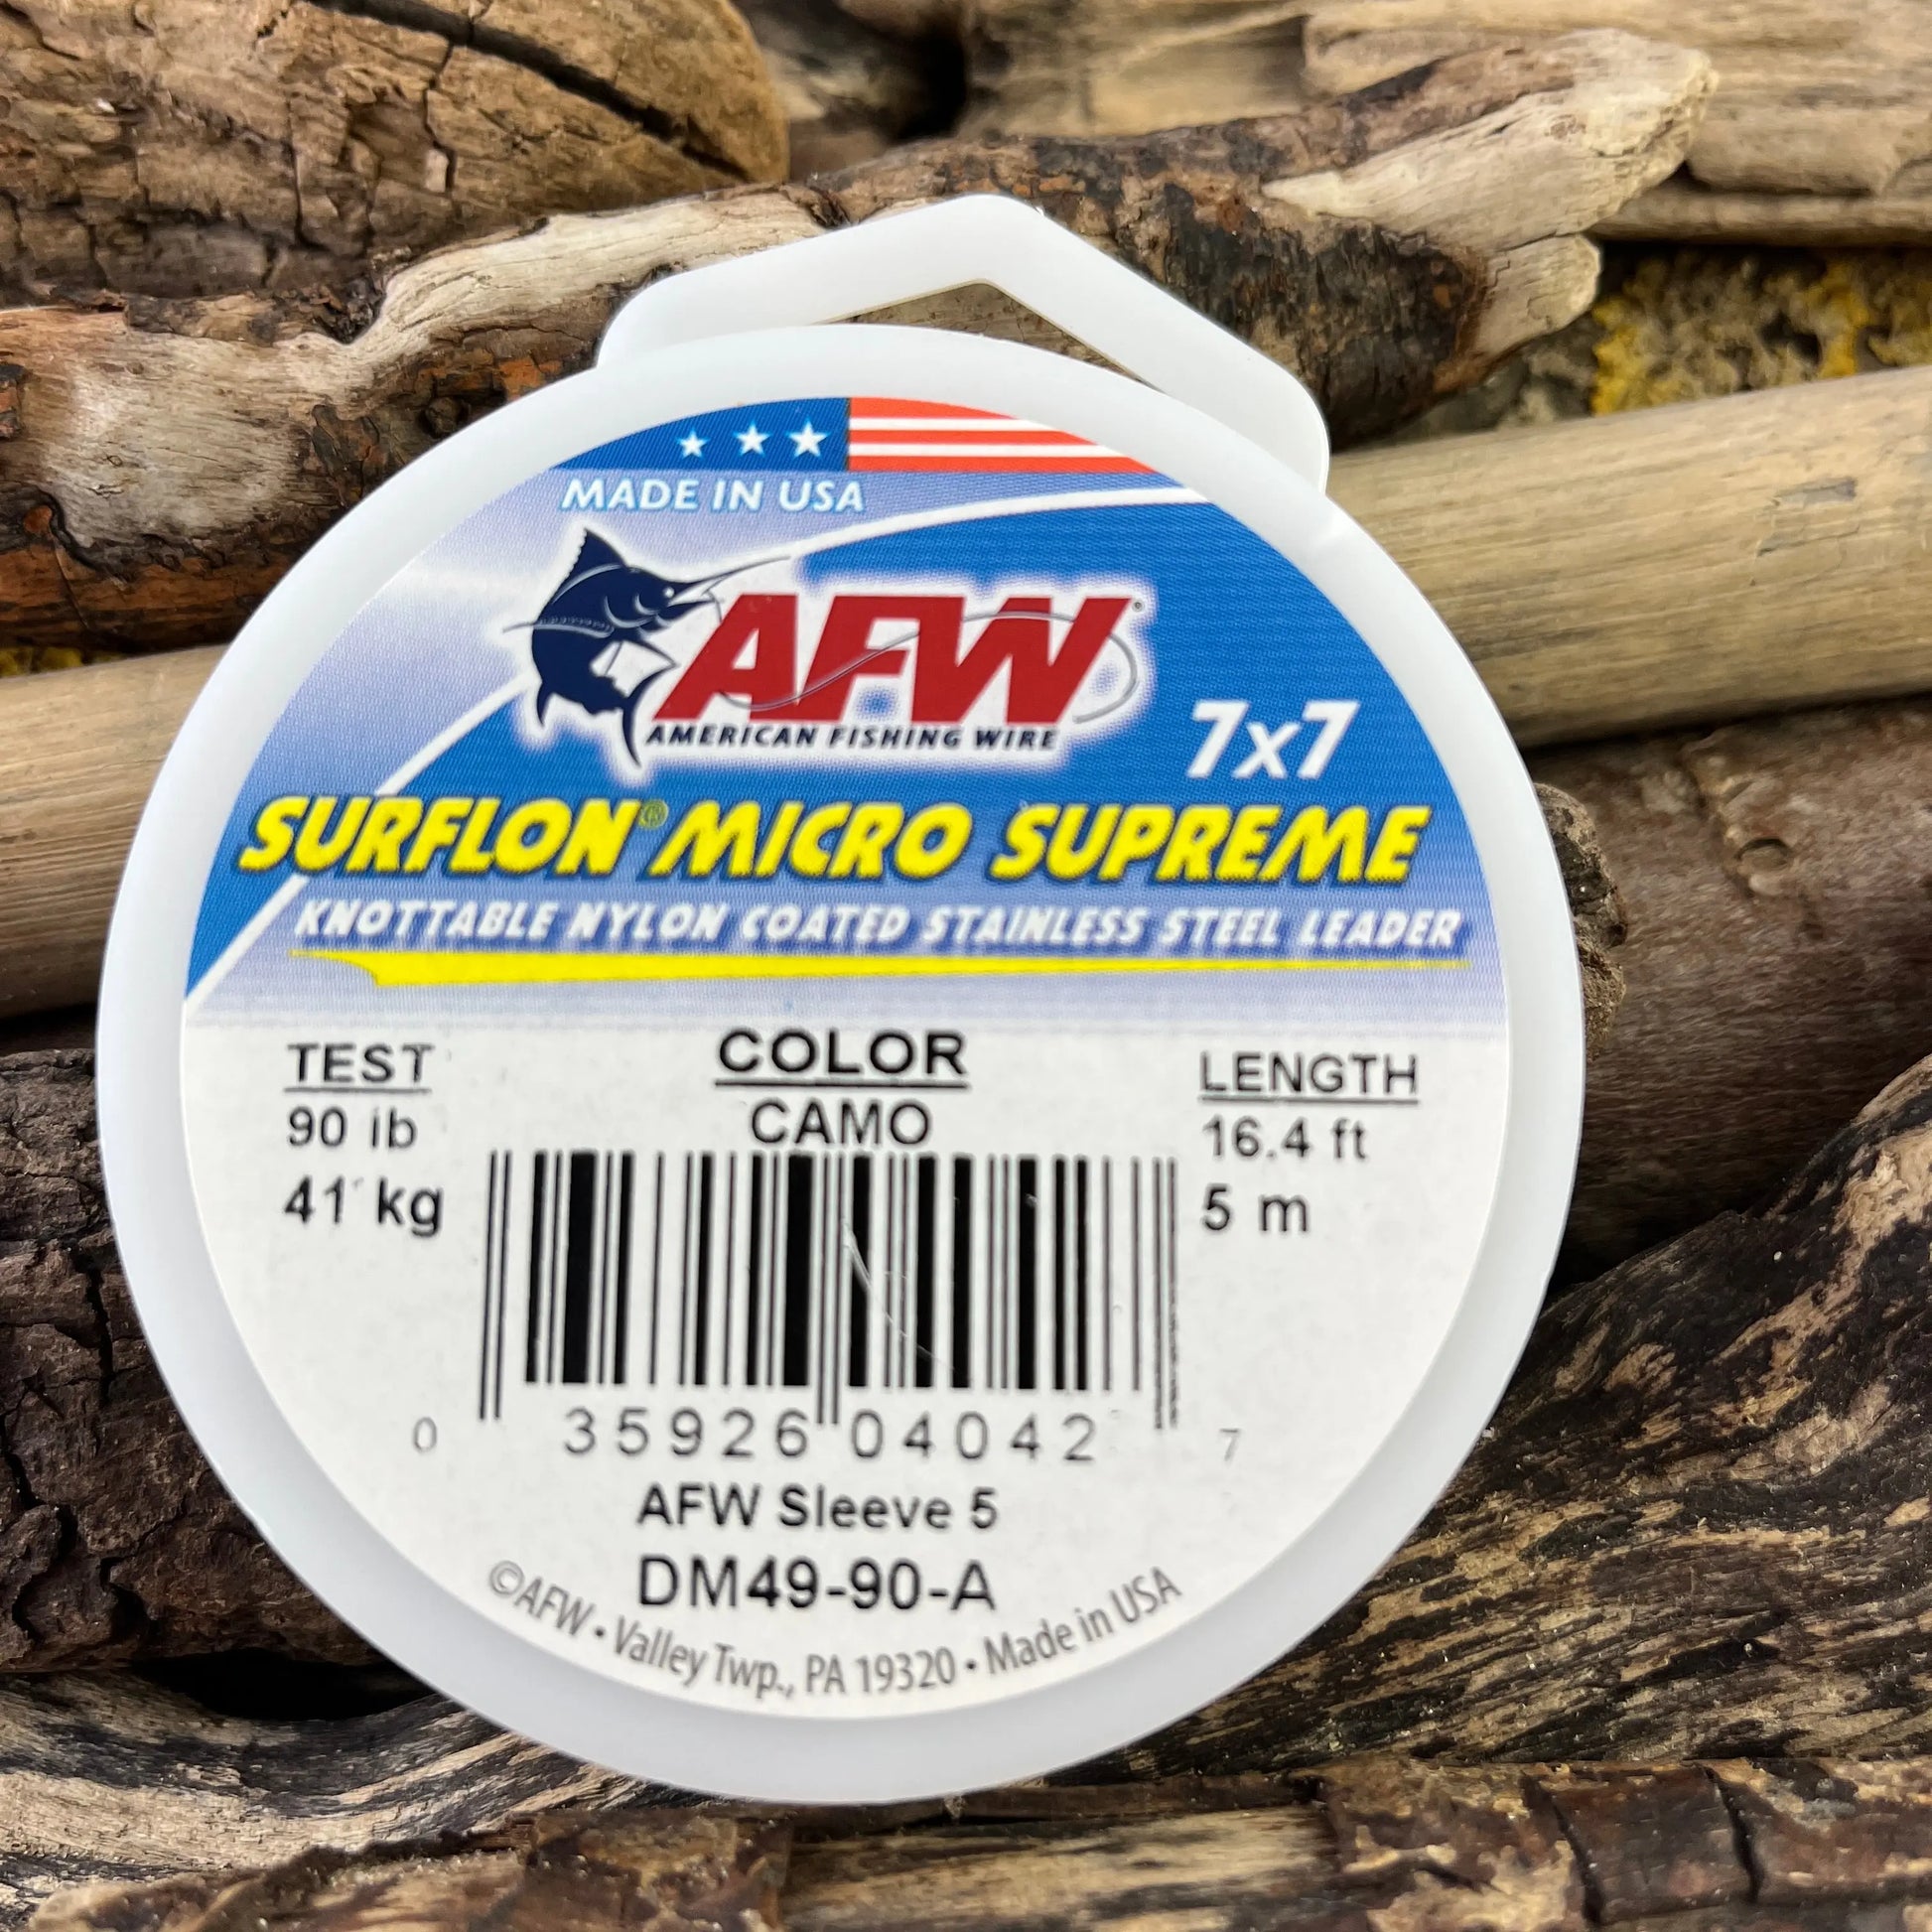 MADE IN USA
AFW
AMERICAN FISHING WIRE
7x7
SURFLON® MICRO SUPREME
KNOTTABLE NYLON COATED STAINLESS STEEL LEADER
TEST
90 lb
41 kg
COLOR
CAMO
LENGTH
16.4 ft
5 m
0 35926 04042 7
AFW Sleeve 5
DM49-90-A
©AFW • Valley Twp., PA 19320 • Made in USA